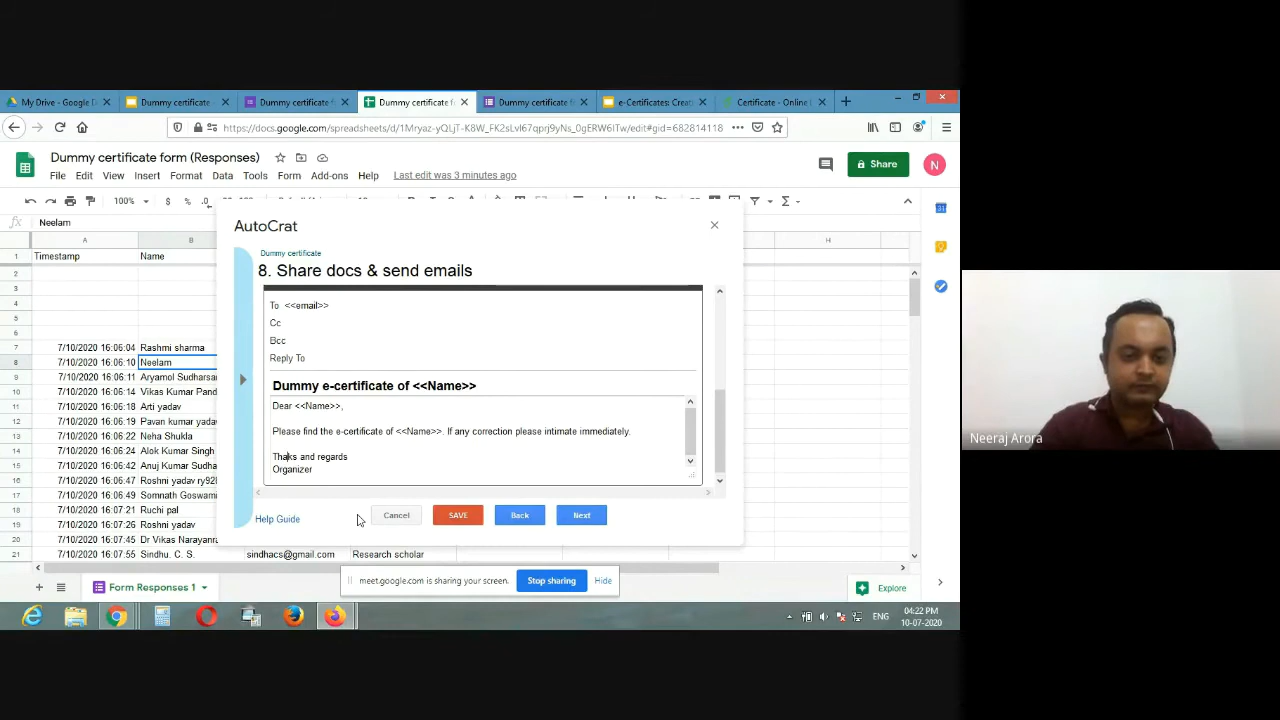 My Drive - Google D
Dummy certificate
Dummy certificate f
Dummy certificate fo
Dummy certificate fo
e-Certificates: Creati
Certificate - Online L
https://docs.google.com/spreadsheets/d/1Mryaz-yQLjT-K8W_FK2sLvl67qprj9yNs_0gERW6ITw/edit#gid=682814118
Dummy certificate form (Responses)
File Edit View Insert Format Data Tools Form Add-ons Help Last edit was 3 minutes ago
Share
N
100% $ %
fx Neelam
A B H
1 Timestamp Name
2
3
4
5
6
7 7/10/2020 16:06:04 Rashmi sharma
8 7/10/2020 16:06:10 Neelam
9 7/10/2020 16:06:11 Aryamol Sudharsar
10 7/10/2020 16:06:14 Vikas Kumar Pand
11 7/10/2020 16:06:18 Arti yadav
12 7/10/2020 16:06:19 Pavan kumar yadav
13 7/10/2020 16:06:22 Neha Shukla
14 7/10/2020 16:06:24 Alok Kumar Singh
15 7/10/2020 16:06:42 Anuj Kumar Sudha
16 7/10/2020 16:06:46 Roshni yadav ry92
17 7/10/2020 16:06:49 Somnath Goswami
18 7/10/2020 16:07:21 Ruchi pal
19 7/10/2020 16:07:26 Roshni yadav
20 7/10/2020 16:07:45 Dr Vikas Narayanr
21 7/10/2020 16:07:55 Sindhu. C. S. sindhacs@gmail.com Research scholar
AutoCrat
Dummy certificate
8. Share docs & send emails
To <<email>>
Cc
Bcc
Reply To
Dummy e-certificate of <<Name>>
Dear <<Name>>,
Please find the e-certificate of <<Name>>. If any correction please intimate immediately.
Thaks and regards
Organizer
Help Guide
Cancel SAVE Back Next
meet.google.com is sharing your screen. Stop sharing Hide
Form Responses 1
Explore
ENG
04:22 PM
10-07-2020
Neeraj Arora